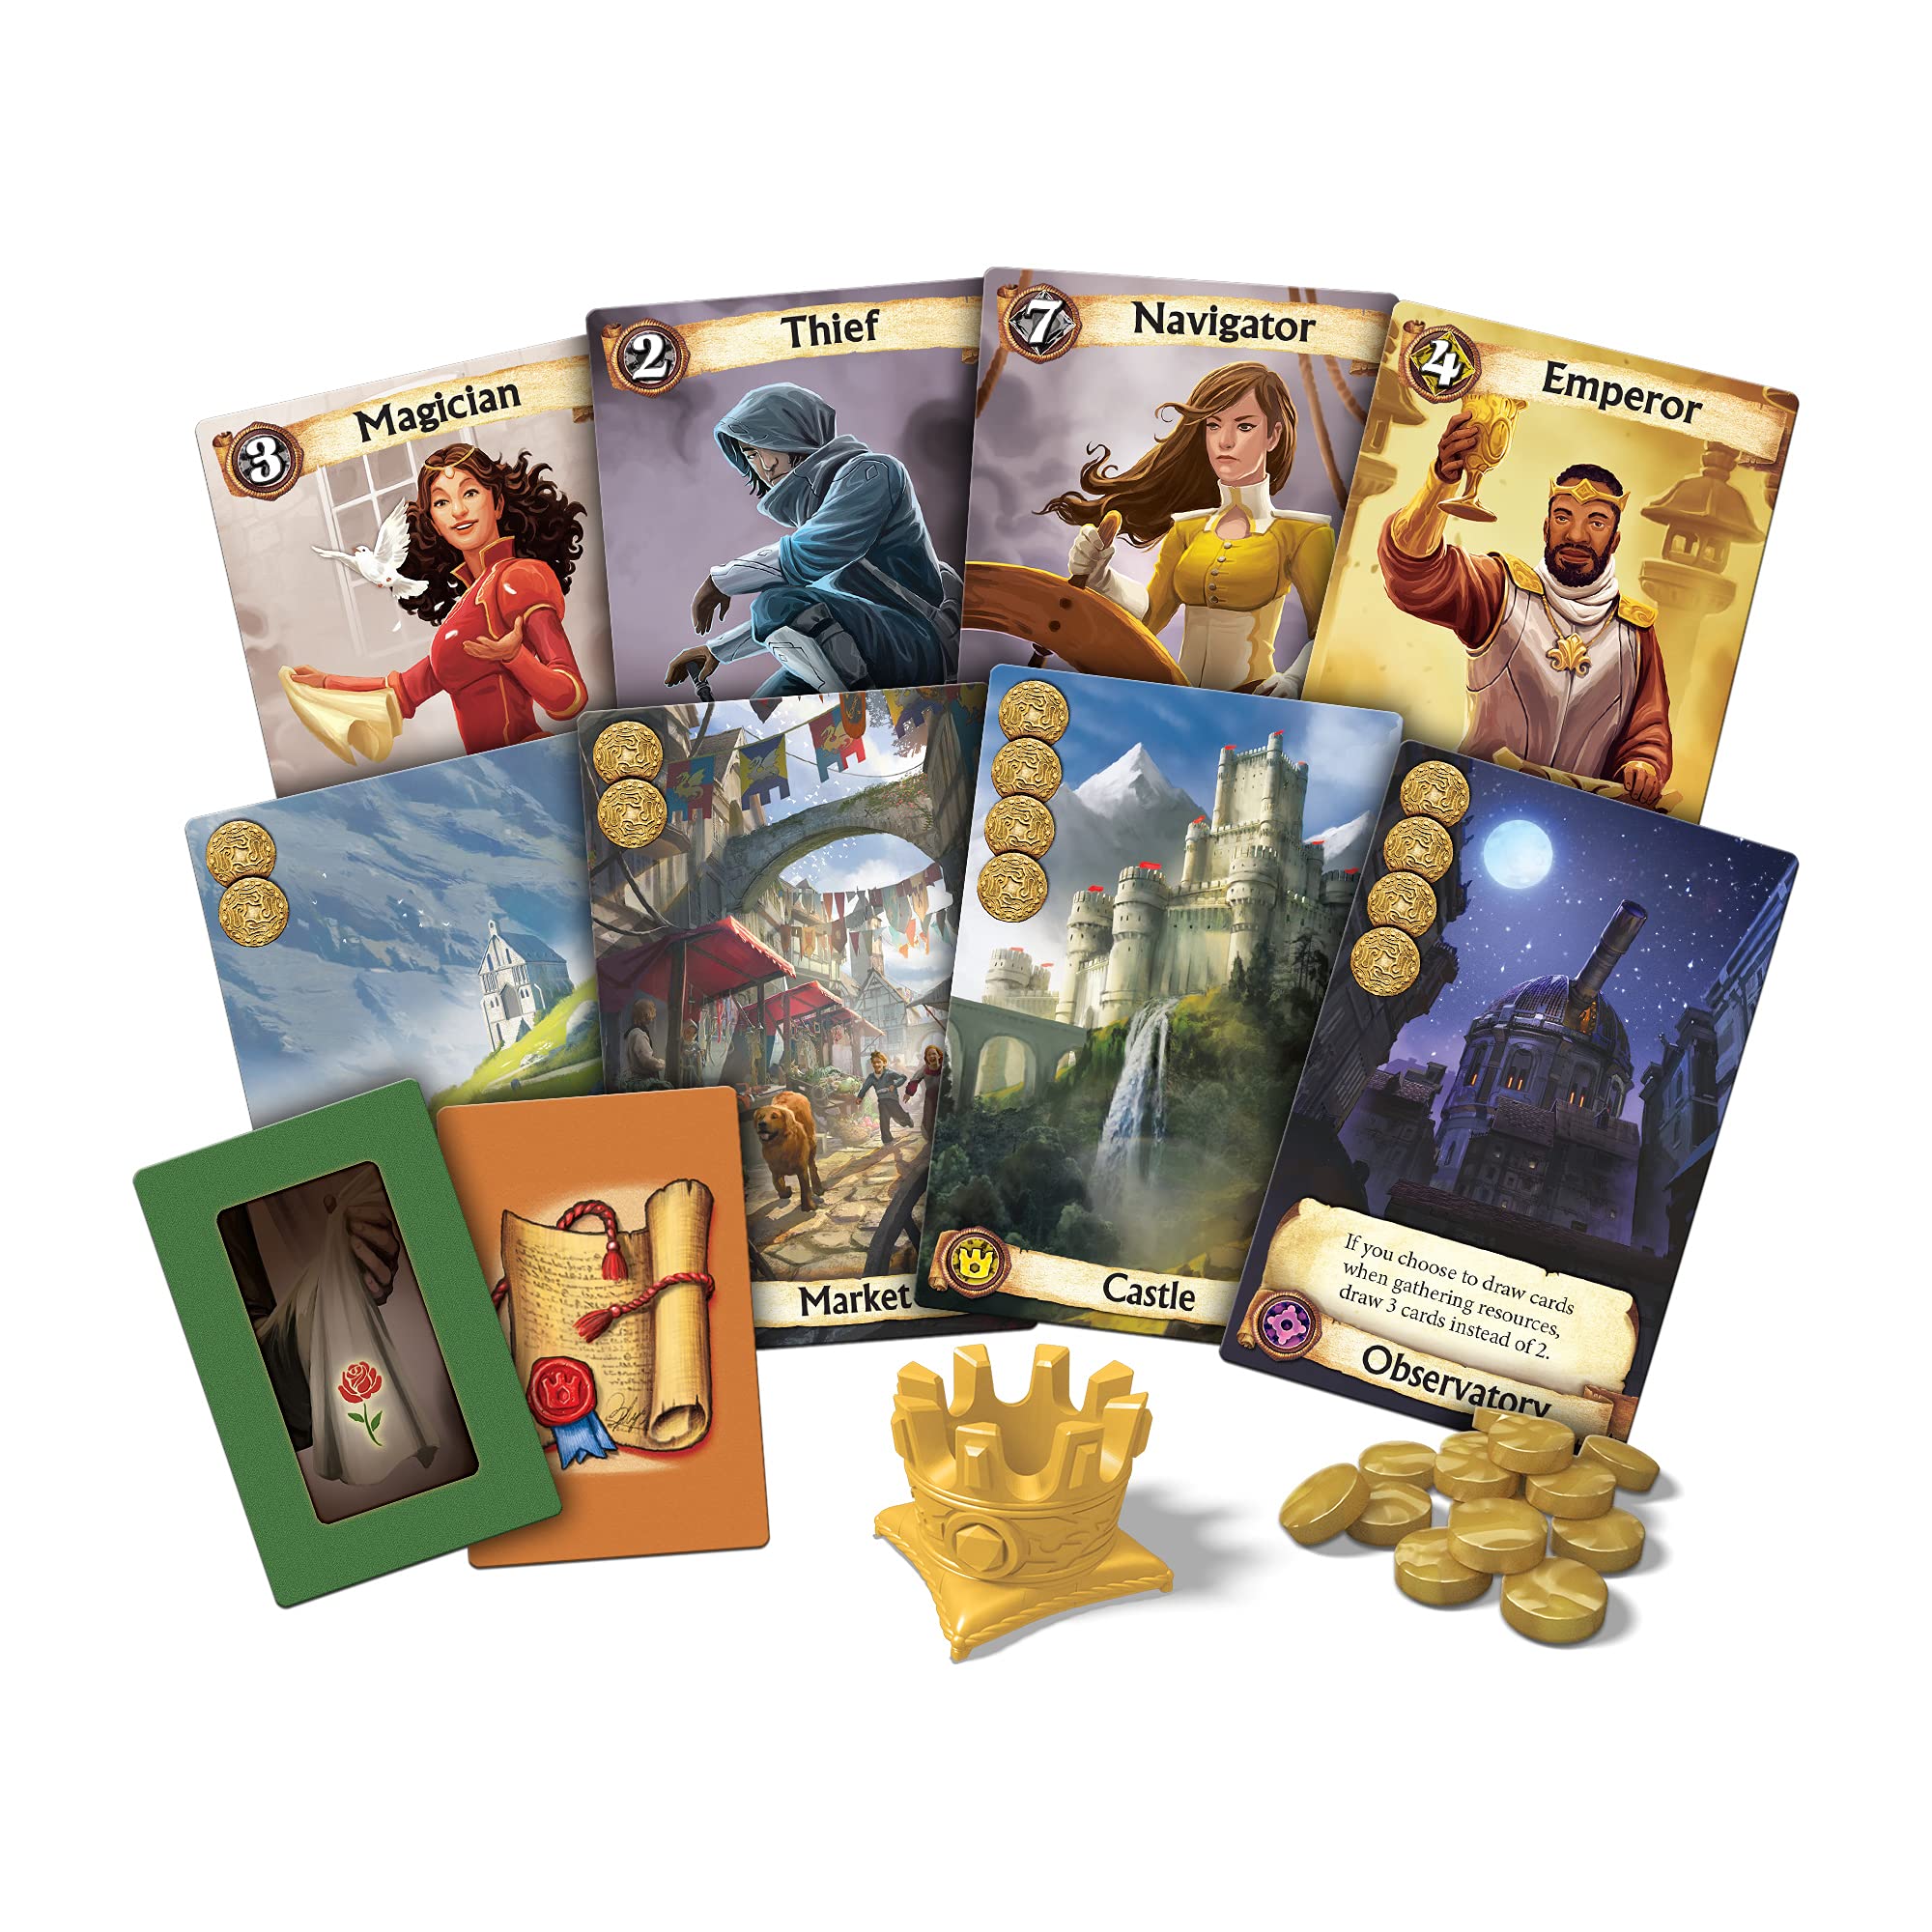 3
Magician
2
Thief
7
Navigator
4
Emperor
Market
Castle
If you choose to draw cards
when gathering resources,
draw 3 cards instead of 2.
Observatory